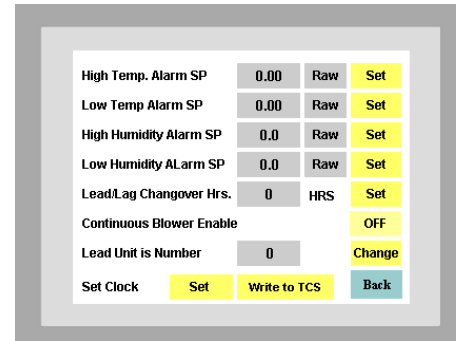 High Temp. Alarm SP 0.00 Raw Set
Low Temp Alarm SP 0.00 Raw Set
High Humidity Alarm SP 0.0 Raw Set
Low Humidity ALarm SP 0.0 Raw Set
Lead/Lag Changover Hrs. 0 HRS Set
Continuous Blower Enable OFF
Lead Unit is Number 0 Change
Set Clock Set Write to TCS Back